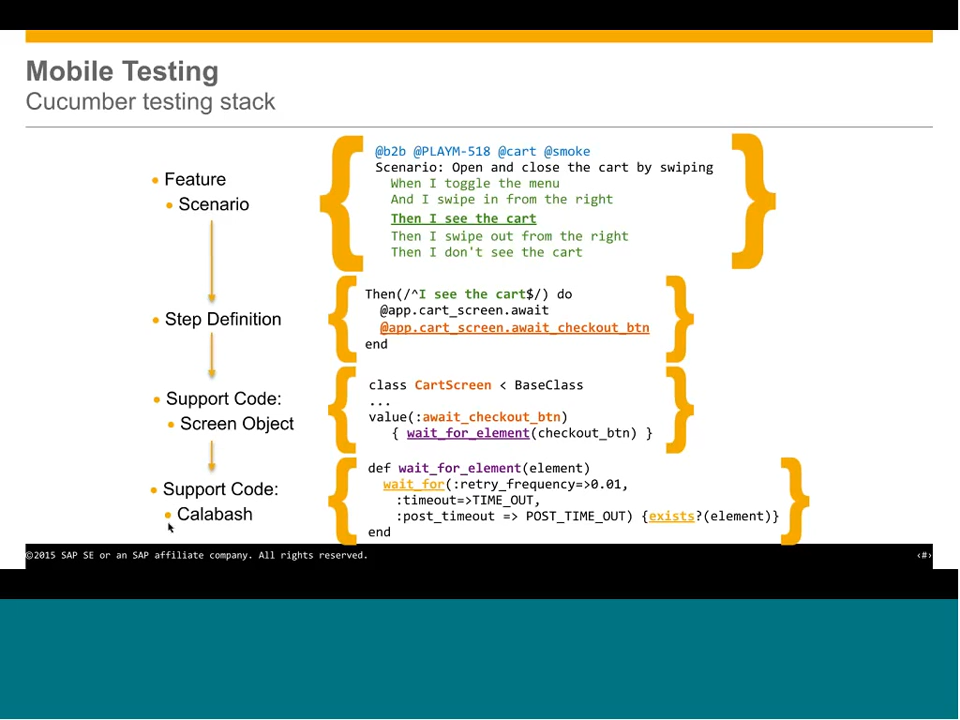 Mobile Testing
Cucumber testing stack
• Feature
• Scenario
@b2b @PLAYM-518 @cart @smoke
Scenario: Open and close the cart by swiping
When I toggle the menu
And I swipe in from the right
Then I see the cart
Then I swipe out from the right
Then I don't see the cart
• Step Definition
Then(/^I see the cart$/) do
@app.cart_screen.await
@app.cart_screen.await_checkout_btn
end
• Support Code:
• Screen Object
class CartScreen < BaseClass
...
value(:await_checkout_btn)
{ wait_for_element(checkout_btn) }
• Support Code:
• Calabash
def wait_for_element(element)
wait_for(:retry_frequency=>0.01,
:timeout=>TIME_OUT,
:post_timeout => POST_TIME_OUT) {exists?(element)}
end
©2015 SAP SE or an SAP affiliate company. All rights reserved.
‹#›